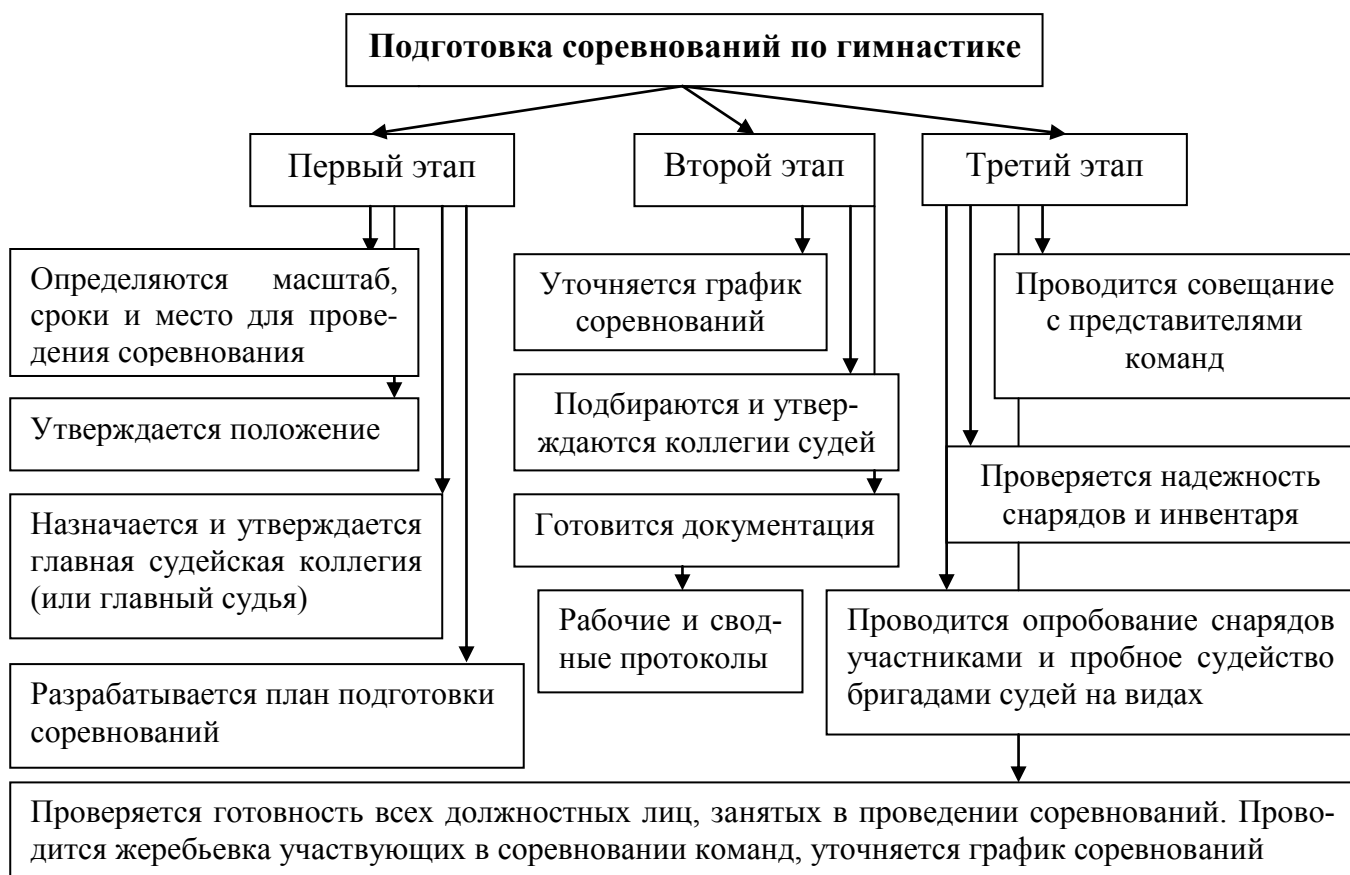 Подготовка соревнований по гимнастике
Первый этап
Второй этап
Третий этап
Определяются масштаб,
сроки и место для прове-
дения соревнования
Утверждается положение
Назначается и утверждается
главная судейская коллегия
(или главный судья)
Разрабатывается план подготовки
соревнований
Уточняется график
соревнований
Подбираются и утвер-
ждаются коллегии судей
Готовится документация
Рабочие и свод-
ные протоколы
Проводится совещание
с представителями
команд
Проверяется надежность
снарядов и инвентаря
Проводится опробование снарядов
участниками и пробное судейство
бригадами судей на видах
Проверяется готовность всех должностных лиц, занятых в проведении соревнований. Прово-
дится жеребьевка участвующих в соревновании команд, уточняется график соревнований